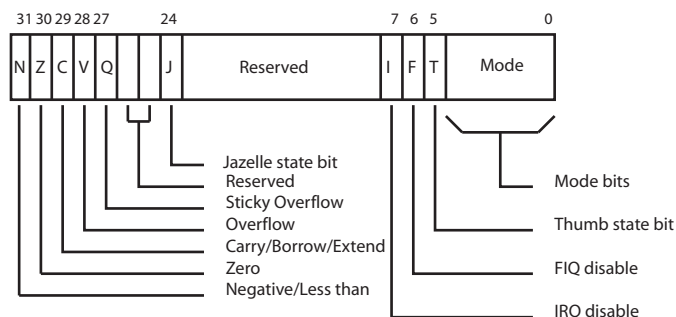 31 30 29 28 27 24 7 6 5 0
N Z C V Q J Reserved I F T Mode
Jazelle state bit
Reserved
Sticky Overflow
Overflow
Carry/Borrow/Extend
Zero
Negative/Less than
Mode bits
Thumb state bit
FIQ disable
IRQ disable